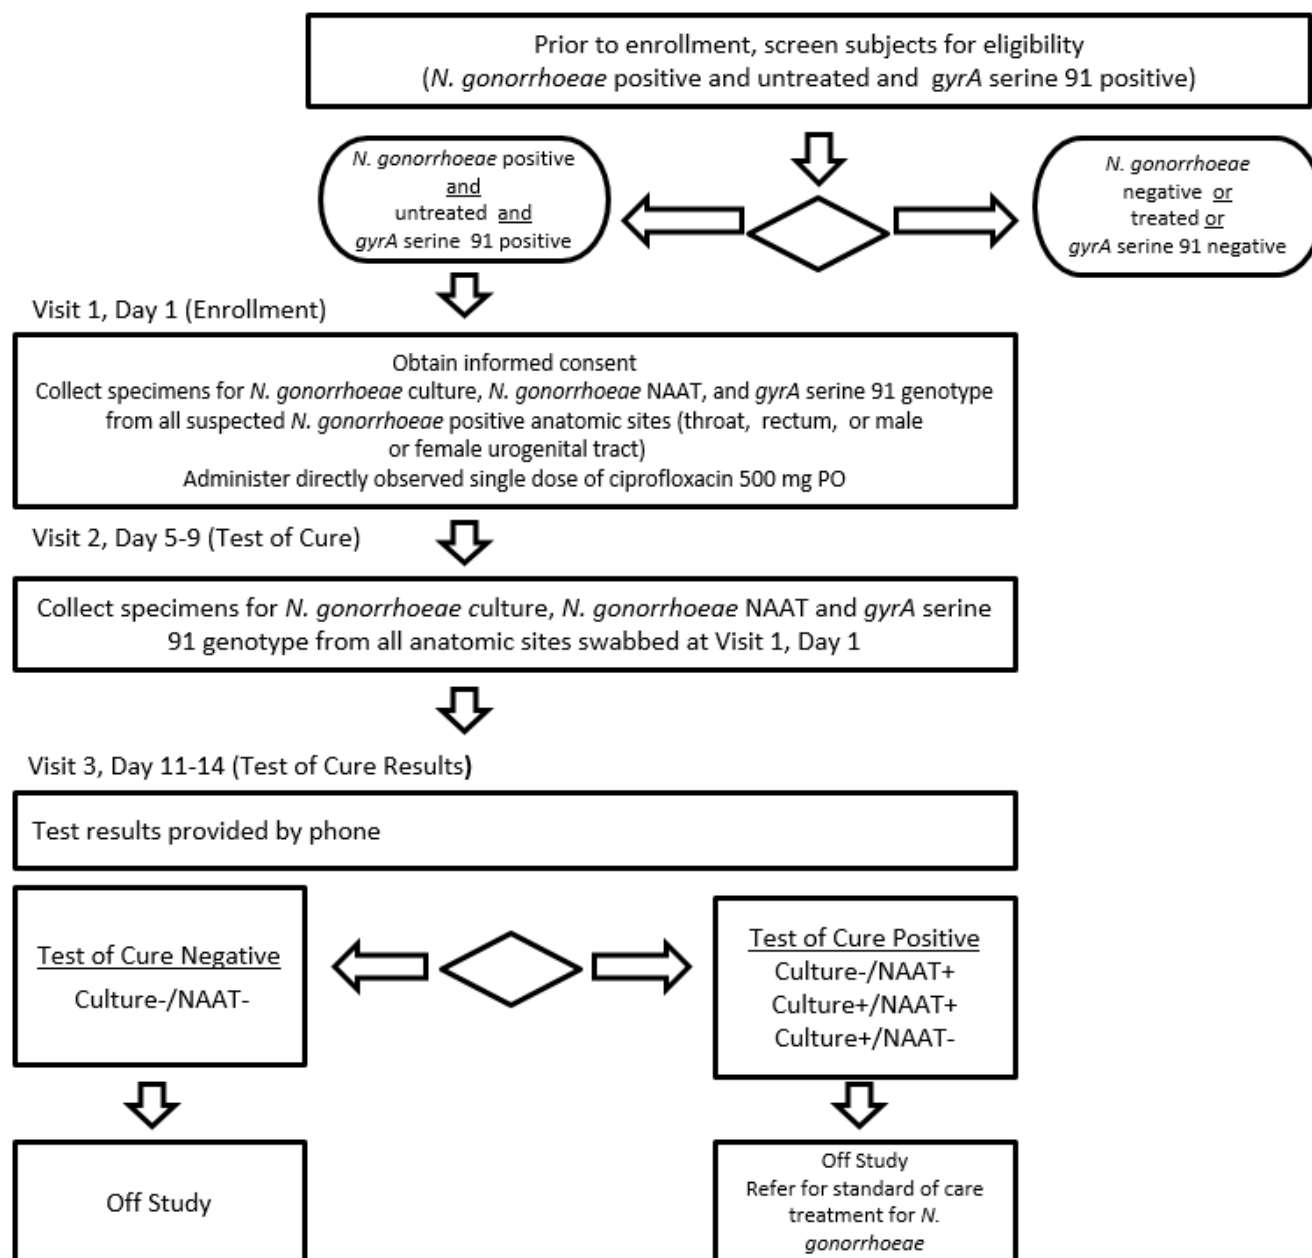 Prior to enrollment, screen subjects for eligibility
(N. gonorrhoeae positive and untreated and gyrA serine 91 positive)
N. gonorrhoeae positive
and
untreated and
gyrA serine 91 positive
N. gonorrhoeae
negative or
treated or
gyrA serine 91 negative
Visit 1, Day 1 (Enrollment)
Obtain informed consent
Collect specimens for N. gonorrhoeae culture, N. gonorrhoeae NAAT, and gyrA serine 91 genotype
from all suspected N. gonorrhoeae positive anatomic sites (throat, rectum, or male
or female urogenital tract)
Administer directly observed single dose of ciprofloxacin 500 mg PO
Visit 2, Day 5-9 (Test of Cure)
Collect specimens for N. gonorrhoeae culture, N. gonorrhoeae NAAT and gyrA serine
91 genotype from all anatomic sites swabbed at Visit 1, Day 1
Visit 3, Day 11-14 (Test of Cure Results)
Test results provided by phone
Test of Cure Negative
Culture-/NAAT-
Test of Cure Positive
Culture-/NAAT+
Culture+/NAAT+
Culture+/NAAT-
Off Study
Off Study
Refer for standard of care
treatment for N.
gonorrhoeae